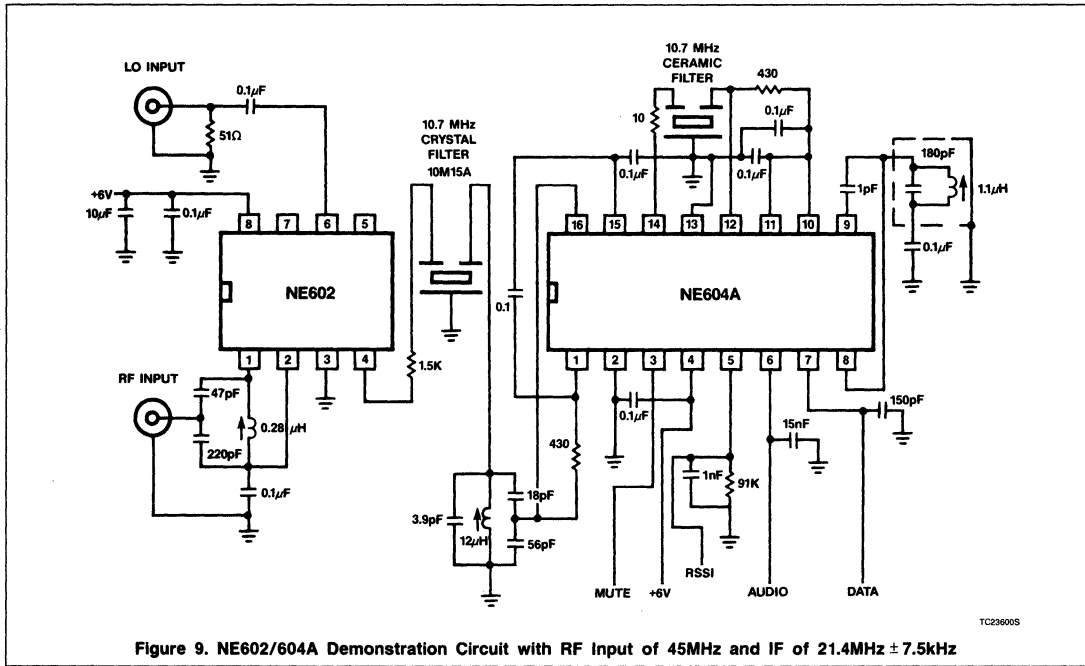 10.7 MHz
CERAMIC
FILTER
430
LO INPUT
0.1µF
51Ω
10
0.1µF
10.7 MHz
CRYSTAL
FILTER
10M15A
0.1µF
0.1µF
180pF
1pF
1.1µH
+6V
10µF
0.1µF
0.1µF
8
7
6
5
16
15
14
13
12
11
10
9
NE602
NE604A
0.1
1
2
3
4
1.5K
1
2
3
4
5
6
7
8
RF INPUT
47pF
0.28 µH
220pF
0.1µF
430
0.1µF
150pF
15nF
1nF
91K
18pF
3.9pF
12µH
56pF
RSSI
MUTE
+6V
AUDIO
DATA
TC23600S
Figure 9. NE602/604A Demonstration Circuit with RF Input of 45MHz and IF of 21.4MHz ± 7.5kHz